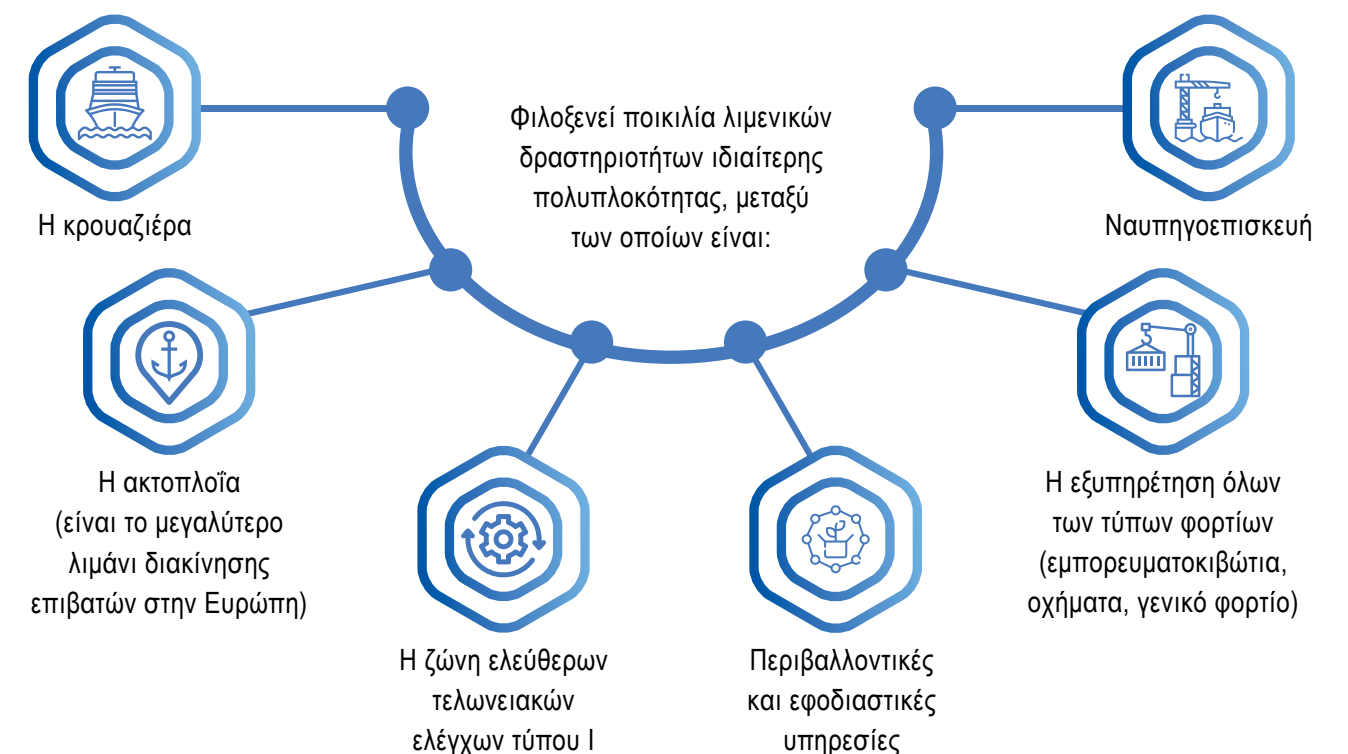 Φιλοξενεί ποικιλία λιμενικών
δραστηριοτήτων ιδιαίτερης
πολυπλοκότητας, μεταξύ
των οποίων είναι:
Η κρουαζιέρα
Η ακτοπλοΐα
(είναι το μεγαλύτερο
λιμάνι διακίνησης
επιβατών στην Ευρώπη)
Η ζώνη ελεύθερων
τελωνειακών
ελέγχων τύπου Ι
Περιβαλλοντικές
και εφοδιαστικές
υπηρεσίες
Η εξυπηρέτηση όλων
των τύπων φορτίων
(εμπορευματοκιβώτια,
οχήματα, γενικό φορτίο)
Ναυπηγοεπισκευή